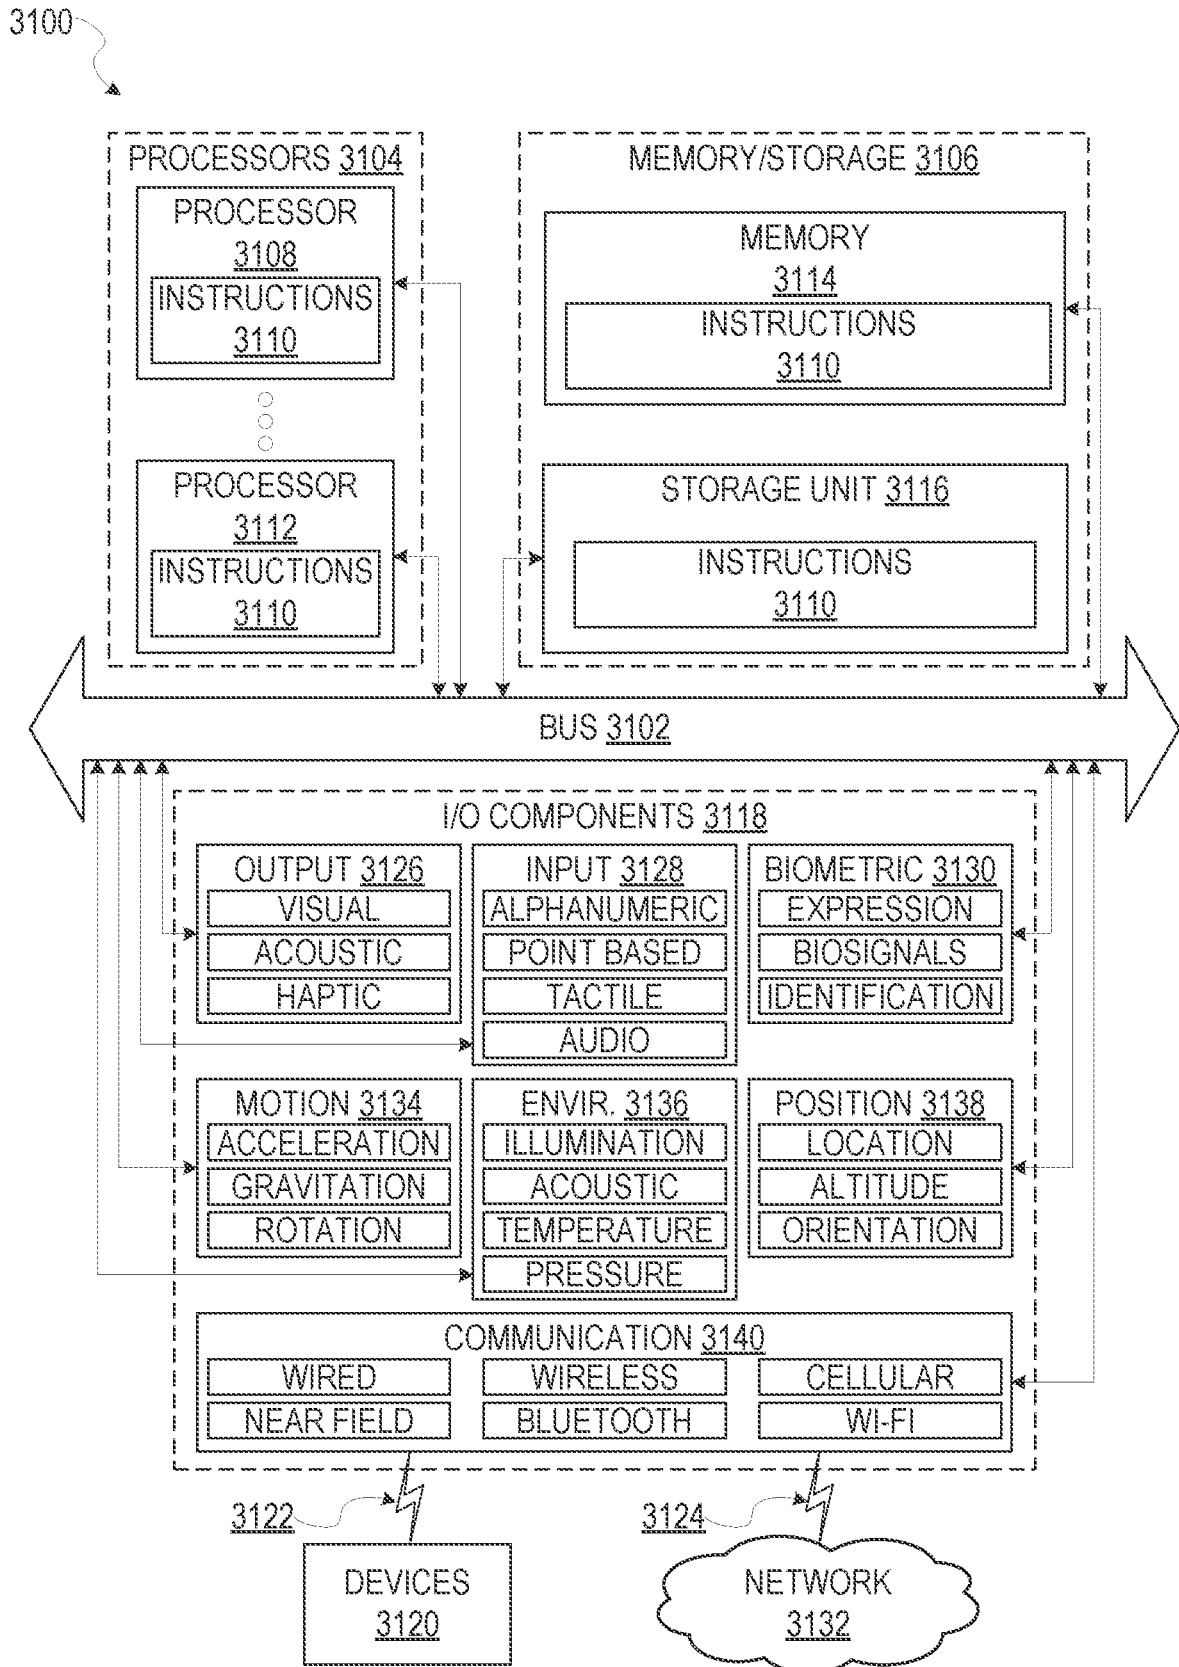 3100
PROCESSORS 3104
PROCESSOR
3108
INSTRUCTIONS
3110
PROCESSOR
3112
INSTRUCTIONS
3110
MEMORY/STORAGE 3106
MEMORY
3114
INSTRUCTIONS
3110
STORAGE UNIT 3116
INSTRUCTIONS
3110
BUS 3102
I/O COMPONENTS 3118
OUTPUT 3126
VISUAL
ACOUSTIC
HAPTIC
INPUT 3128
ALPHANUMERIC
POINT BASED
TACTILE
AUDIO
BIOMETRIC 3130
EXPRESSION
BIOSIGNALS
IDENTIFICATION
MOTION 3134
ACCELERATION
GRAVITATION
ROTATION
ENVIR. 3136
ILLUMINATION
ACOUSTIC
TEMPERATURE
PRESSURE
POSITION 3138
LOCATION
ALTITUDE
ORIENTATION
COMMUNICATION 3140
WIRED
WIRELESS
CELLULAR
NEAR FIELD
BLUETOOTH
WI-FI
3122
3124
DEVICES
3120
NETWORK
3132